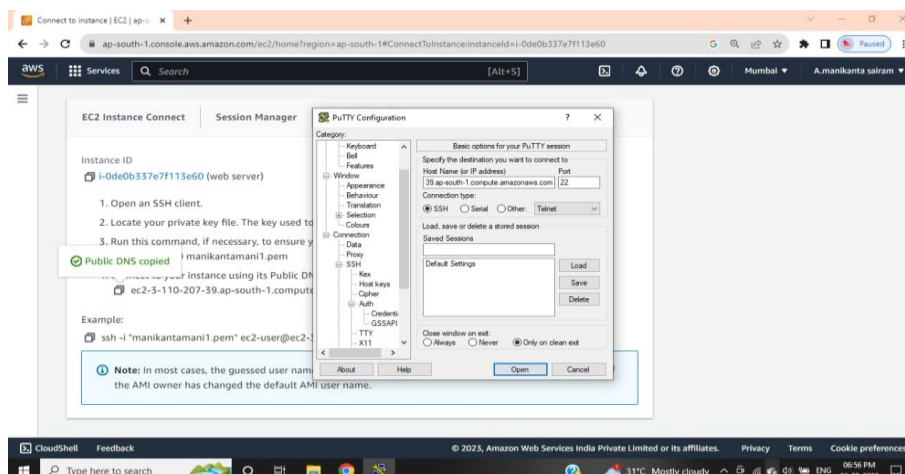 Connect to instance | EC2 | ap-s
ap-south-1.console.aws.amazon.com/ec2/home?region=ap-south-1#ConnectToInstance:instanceId=i-0de0b337e7f113e60
Paused
aws
Services
Search
[Alt+S]
Mumbai
A.manikanta sairam
EC2 Instance Connect
Session Manager
Instance ID
i-0de0b337e7f113e60 (web server)
1. Open an SSH client.
2. Locate your private key file. The key used to
3. Run this command, if necessary, to ensure y
manikantamani1.pem
Public DNS copied
your instance using its Public DN
ec2-3-110-207-39.ap-south-1.compute
Example:
ssh -i "manikantamani1.pem" ec2-user@ec2-
Note: In most cases, the guessed user nam
the AMI owner has changed the default AMI user name.
PuTTY Configuration
?
Category:
Keyboard
Bell
Features
Window
Appearance
Behaviour
Translation
Selection
Colours
Connection
Data
Proxy
SSH
Kex
Host keys
Cipher
Auth
Credenti
GSSAPI
TTY
X11
Basic options for your PuTTY session
Specify the destination you want to connect to
Host Name (or IP address)
Port
39.ap-south-1.compute.amazonaws.com
22
Connection type:
SSH
Serial
Other:
Telnet
Load, save or delete a stored session
Saved Sessions
Default Settings
Load
Save
Delete
Close window on exit:
Always
Never
Only on clean exit
About
Help
Open
Cancel
CloudShell
Feedback
© 2023, Amazon Web Services India Private Limited or its affiliates.
Privacy
Terms
Cookie preferences
Type here to search
31°C Mostly cloudy
ENG
06:56 PM